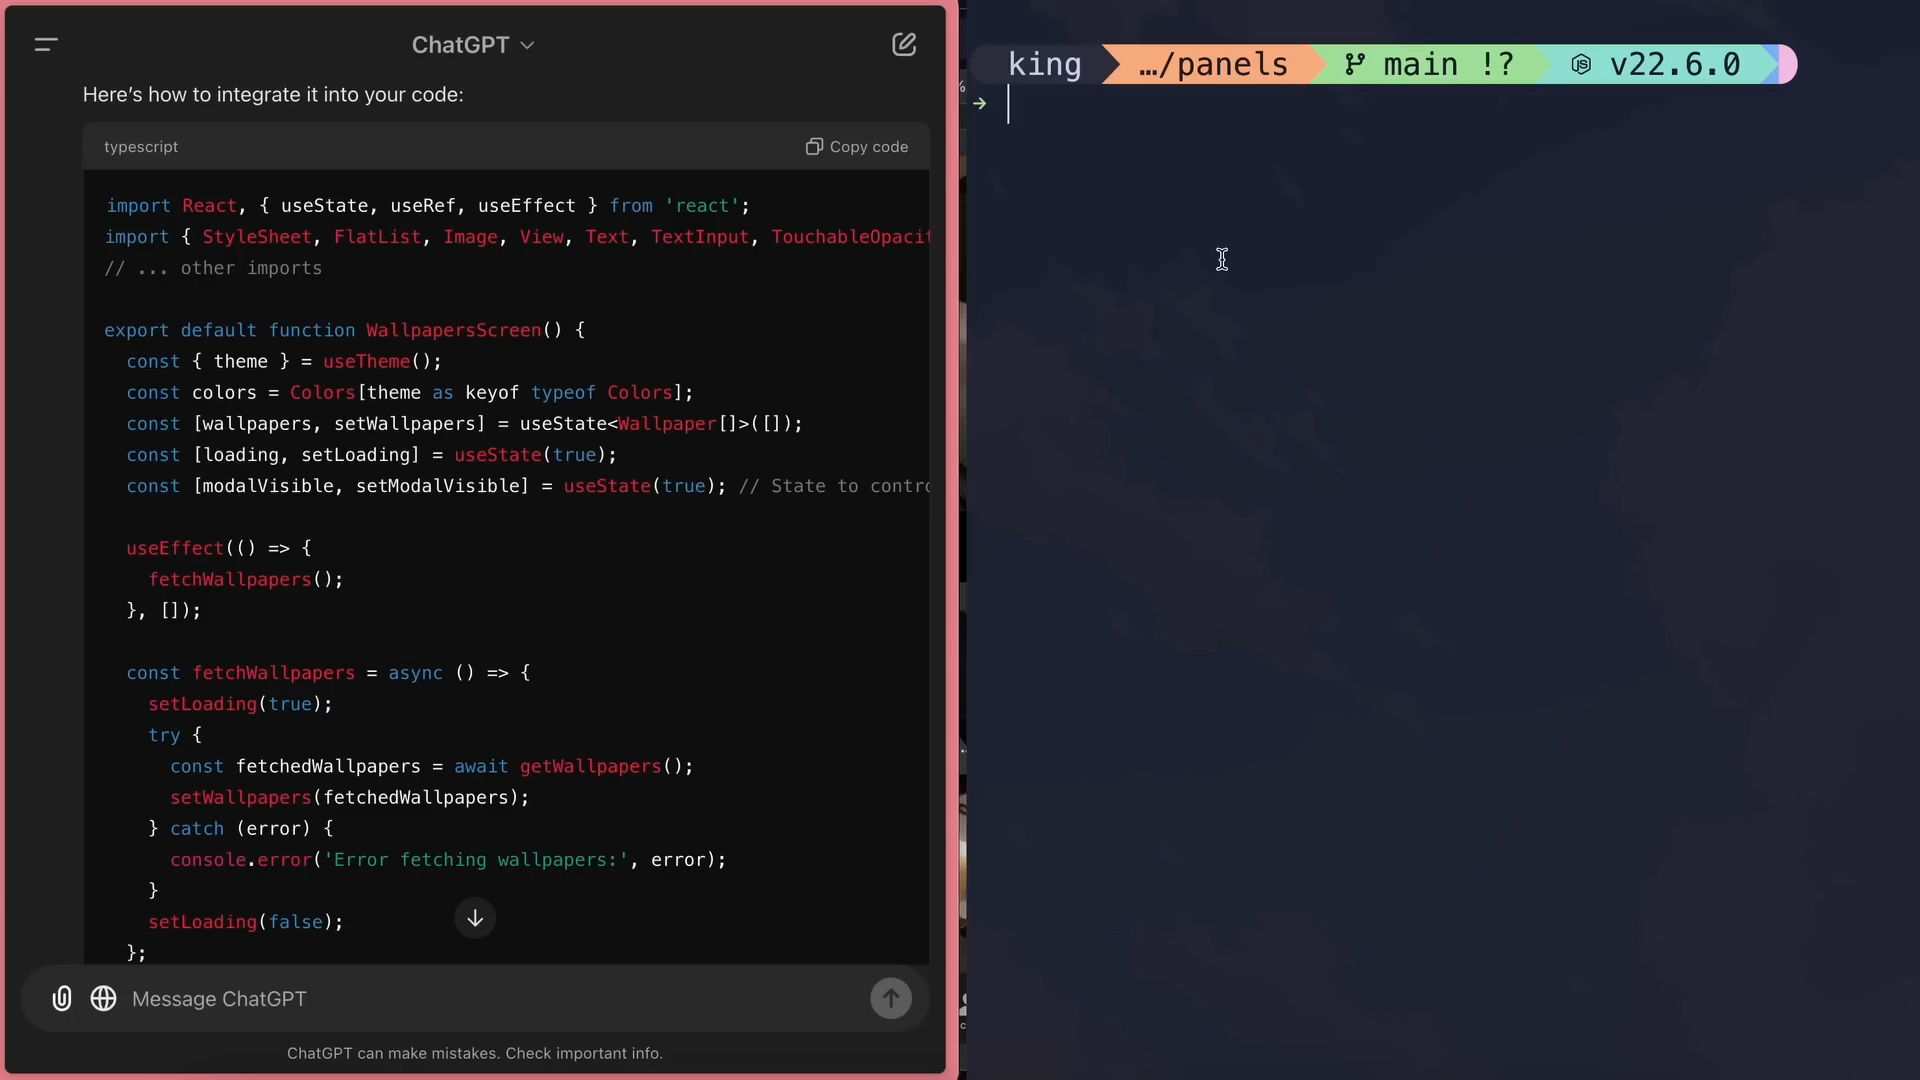 ChatGPT
Here's how to integrate it into your code:
typescript
Copy code
import React, { useState, useRef, useEffect } from 'react';
import { StyleSheet, FlatList, Image, View, Text, TextInput, TouchableOpacit
// ... other imports
export default function WallpapersScreen() {
const { theme } = useTheme();
const colors = Colors[theme as keyof typeof Colors];
const [wallpapers, setWallpapers] = useState<Wallpaper[]>([]);
const [loading, setLoading] = useState(true);
const [modalVisible, setModalVisible] = useState(true); // State to contro
useEffect(() => {
fetchWallpapers();
}, []);
const fetchWallpapers = async () => {
setLoading(true);
try {
const fetchedWallpapers = await getWallpapers();
setWallpapers(fetchedWallpapers);
} catch (error) {
console.error('Error fetching wallpapers:', error);
}
setLoading(false);
};
Message ChatGPT
ChatGPT can make mistakes. Check important info.
king …/panels main !? v22.6.0